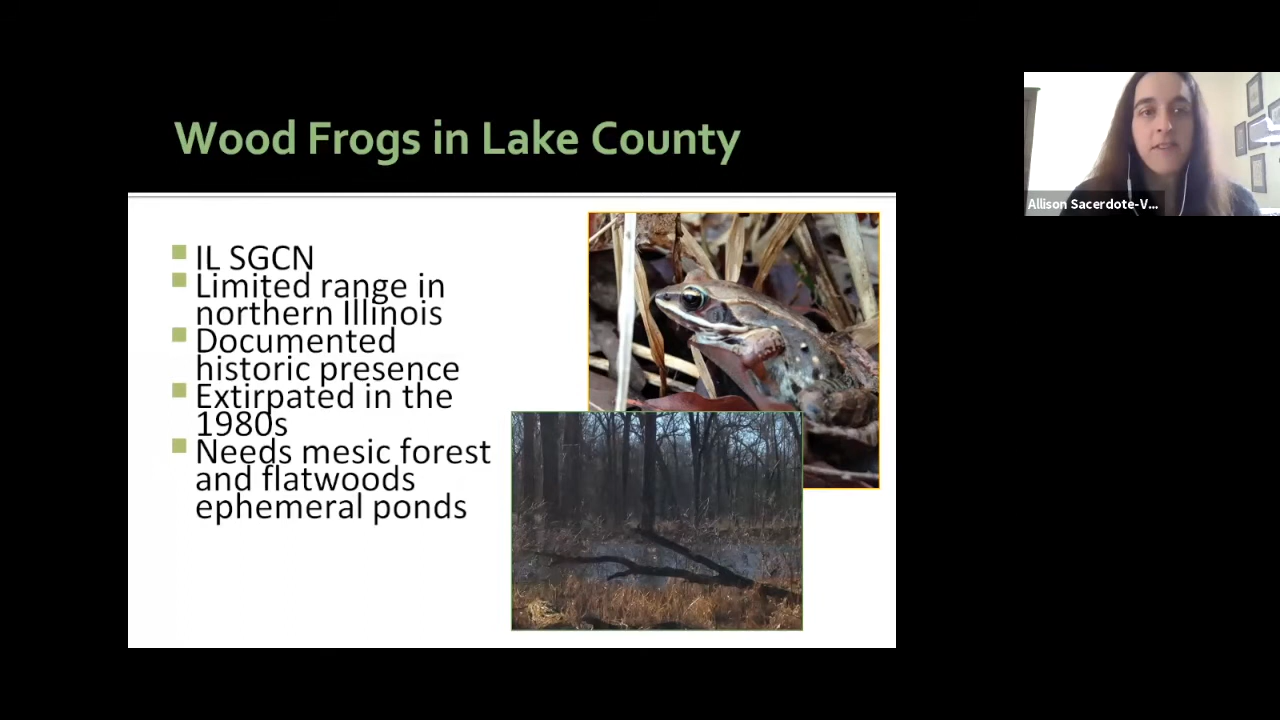 Wood Frogs in Lake County
IL SGCN
Limited range in
northern Illinois
Documented
historic presence
Extirpated in the
1980s
Needs mesic forest
and flatwoods
ephemeral ponds
Allison Sacerdote-V...